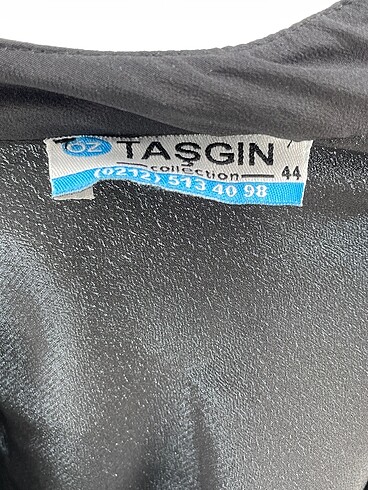 öz TAŞGIN
collection 44
(0212) 513 40 98